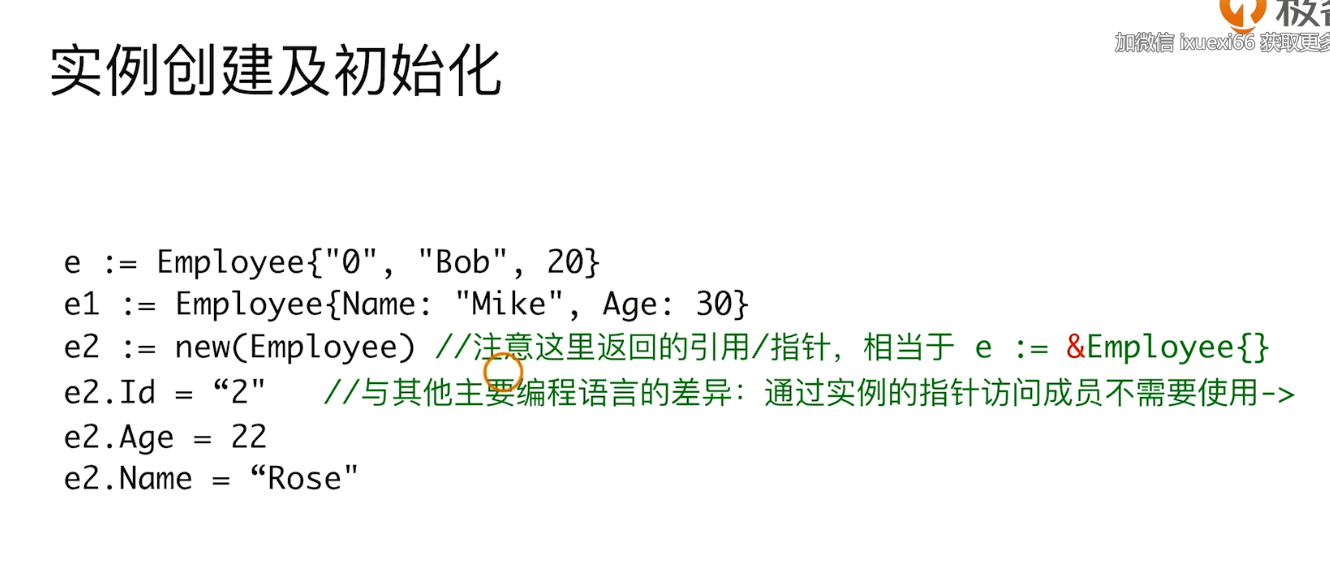 极客
加微信 ixuexi66 获取更多
实例创建及初始化
e := Employee{"0", "Bob", 20}
e1 := Employee{Name: "Mike", Age: 30}
e2 := new(Employee) //注意这里返回的引用/指针，相当于 e := &Employee{}
e2.Id = “2" //与其他主要编程语言的差异：通过实例的指针访问成员不需要使用->
e2.Age = 22
e2.Name = “Rose"